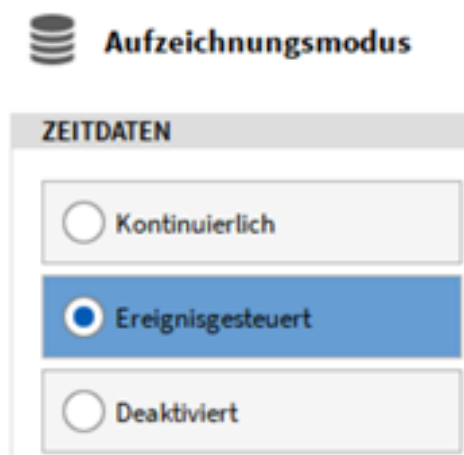 Aufzeichnungsmodus
ZEITDATEN
Kontinuierlich
Ereignisgesteuert
Deaktiviert